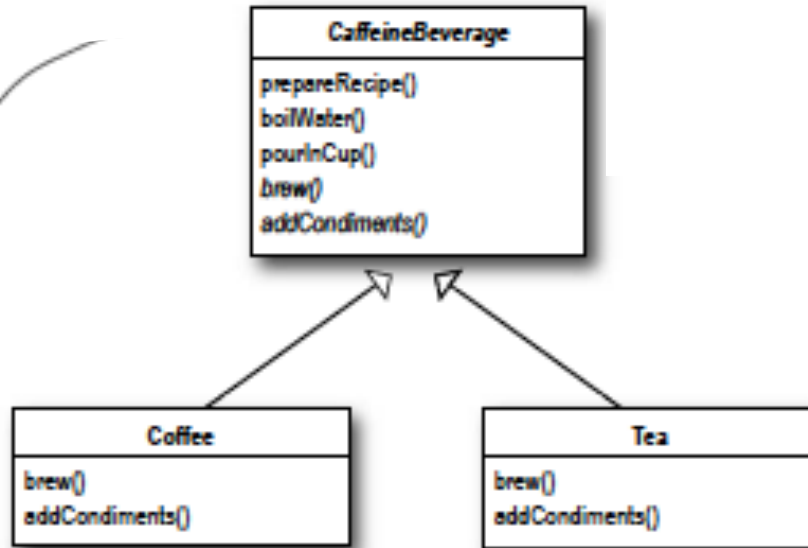 CaffeineBeverage
prepareRecipe()
boilWater()
pourInCup()
brew()
addCondiments()
Coffee
brew()
addCondiments()
Tea
brew()
addCondiments()